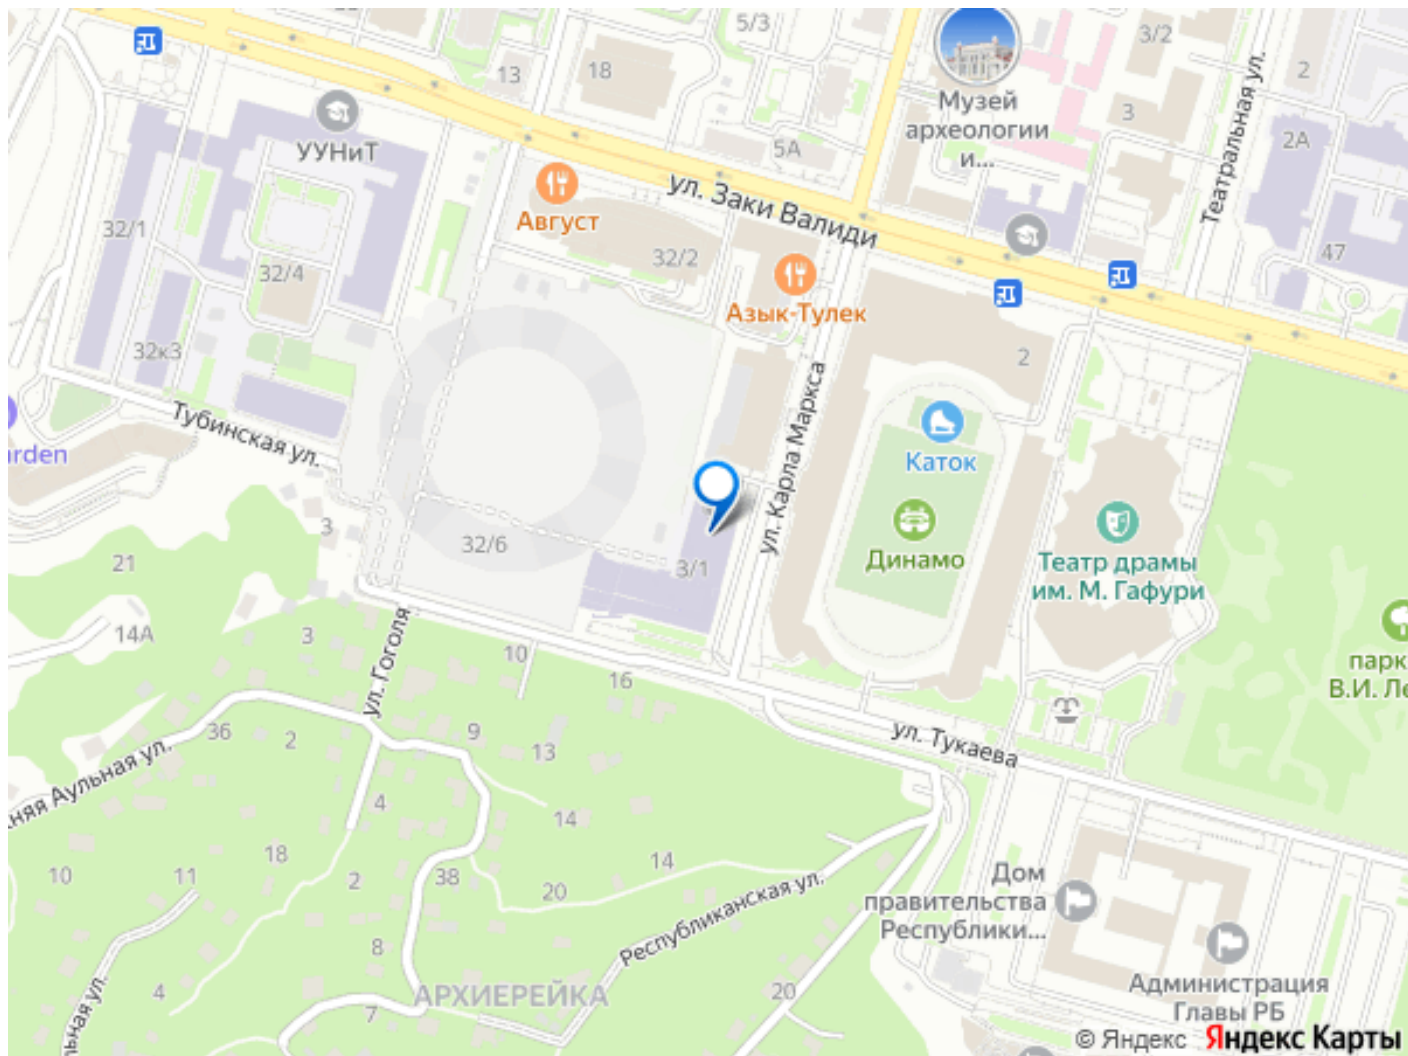 5/3
3/2
13
18
2
3
Музей
археологии
и...
Театральная ул.
2А
5А
УУНиТ
ул. Заки Валиди
Август
32/1
32/2
47
32/4
Азык-Тулек
32к3
2
ул. Карла Маркса
Тубинская ул.
arden
Каток
3
32/6
Динамо
Театр драмы
им. М. Гафури
21
3/1
14А
3
ул. Гоголя
10
16
парк
В.И. Ле
36
2
9
13
ул. Тукаева
няя Аульная ул.
4
14
18
14
10
11
2
38
20
Республиканская ул.
Дом
правительства
Республики...
8
4
АРХИЕРЕЙКА
20
7
льная ул.
Администрация
Главы РБ
© Яндекс Яндекс Карты